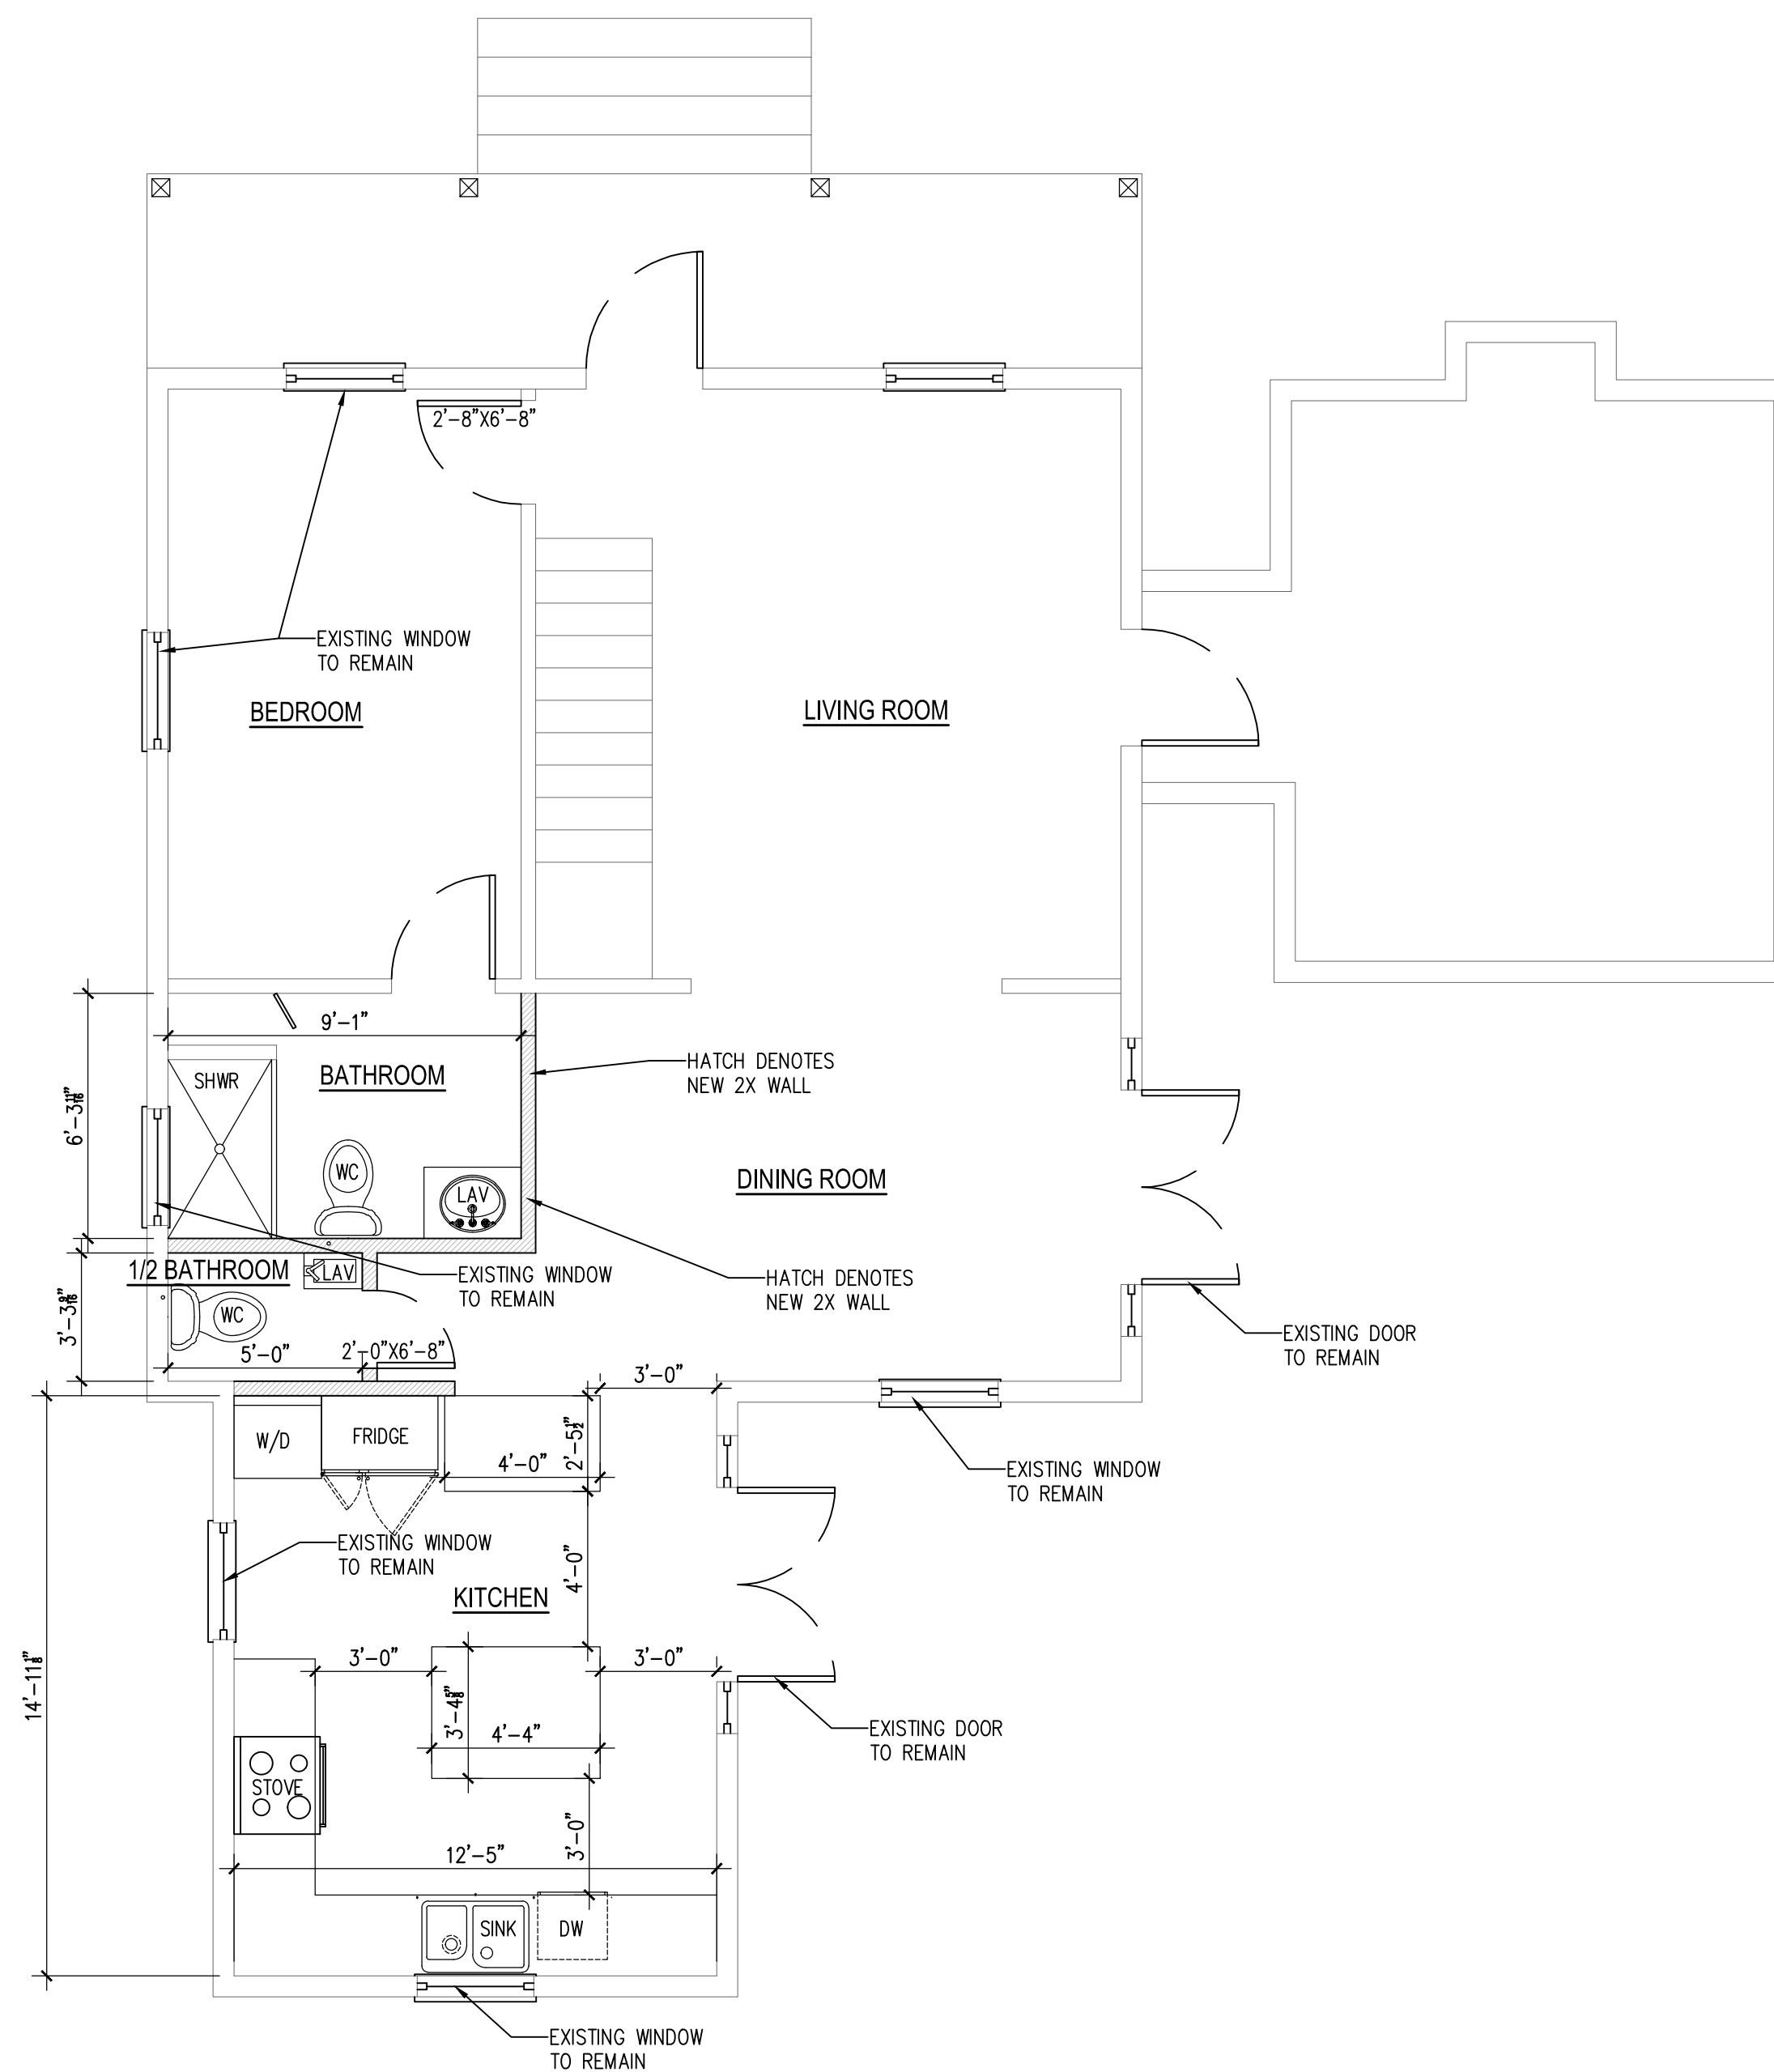 2'-8"X6'-8"
EXISTING WINDOW
TO REMAIN
BEDROOM
LIVING ROOM
9'-1"
HATCH DENOTES
NEW 2X WALL
BATHROOM
SHWR
6'-3 11/16"
WC
LAV
DINING ROOM
1/2 BATHROOM
LAV
EXISTING WINDOW
TO REMAIN
HATCH DENOTES
NEW 2X WALL
3'-3 9/16"
WC
EXISTING DOOR
TO REMAIN
5'-0"
2'-0"X6'-8"
3'-0"
W/D
FRIDGE
2'-5 1/2"
4'-0"
EXISTING WINDOW
TO REMAIN
EXISTING WINDOW
TO REMAIN
4'-0"
KITCHEN
14'-11 1/8"
3'-0"
3'-0"
3'-4 5/8"
4'-4"
EXISTING DOOR
TO REMAIN
STOVE
3'-0"
12'-5"
SINK
DW
EXISTING WINDOW
TO REMAIN